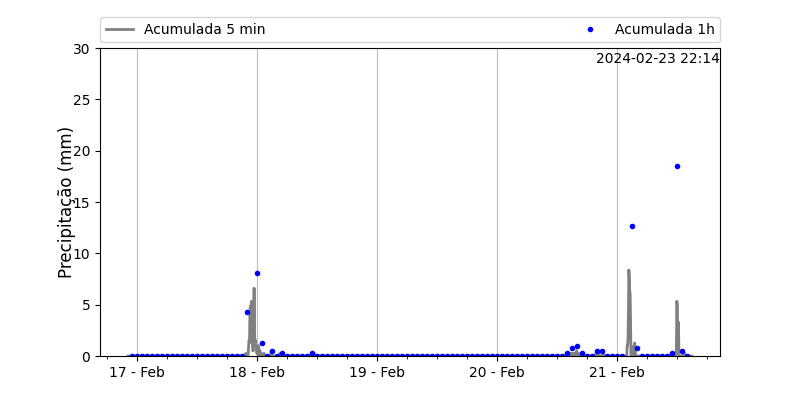 Acumulada 5 min
Acumulada 1h
2024-02-23 22:14
Precipitação (mm)
30
25
20
15
10
5
0
17 - Feb
18 - Feb
19 - Feb
20 - Feb
21 - Feb